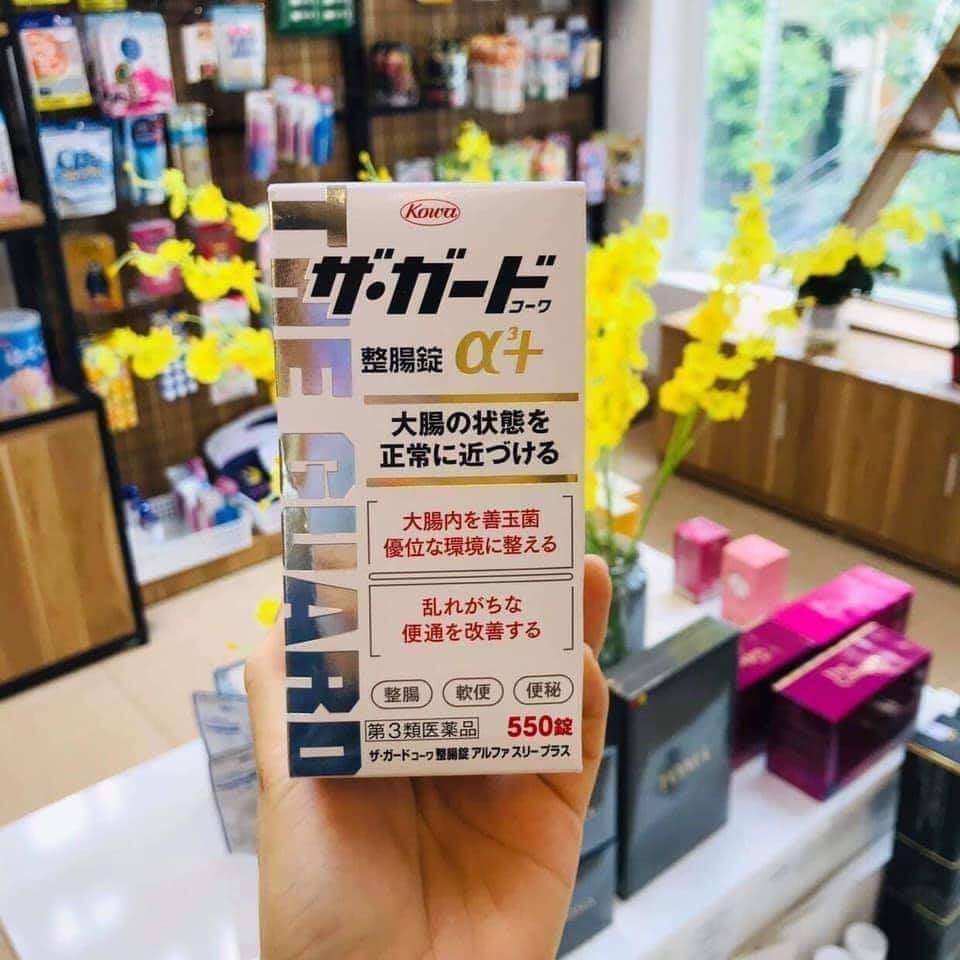 Kowa
ザ・ガード
コーワ
整腸錠 α³+
大腸の状態を
正常に近づける
大腸内を善玉菌
優位な環境に整える
乱れがちな
便通を改善する
整腸 軟便 便秘
第3類医薬品 550錠
ザ・ガードコーワ整腸錠 アルファ スリー プラス
THE GUARD